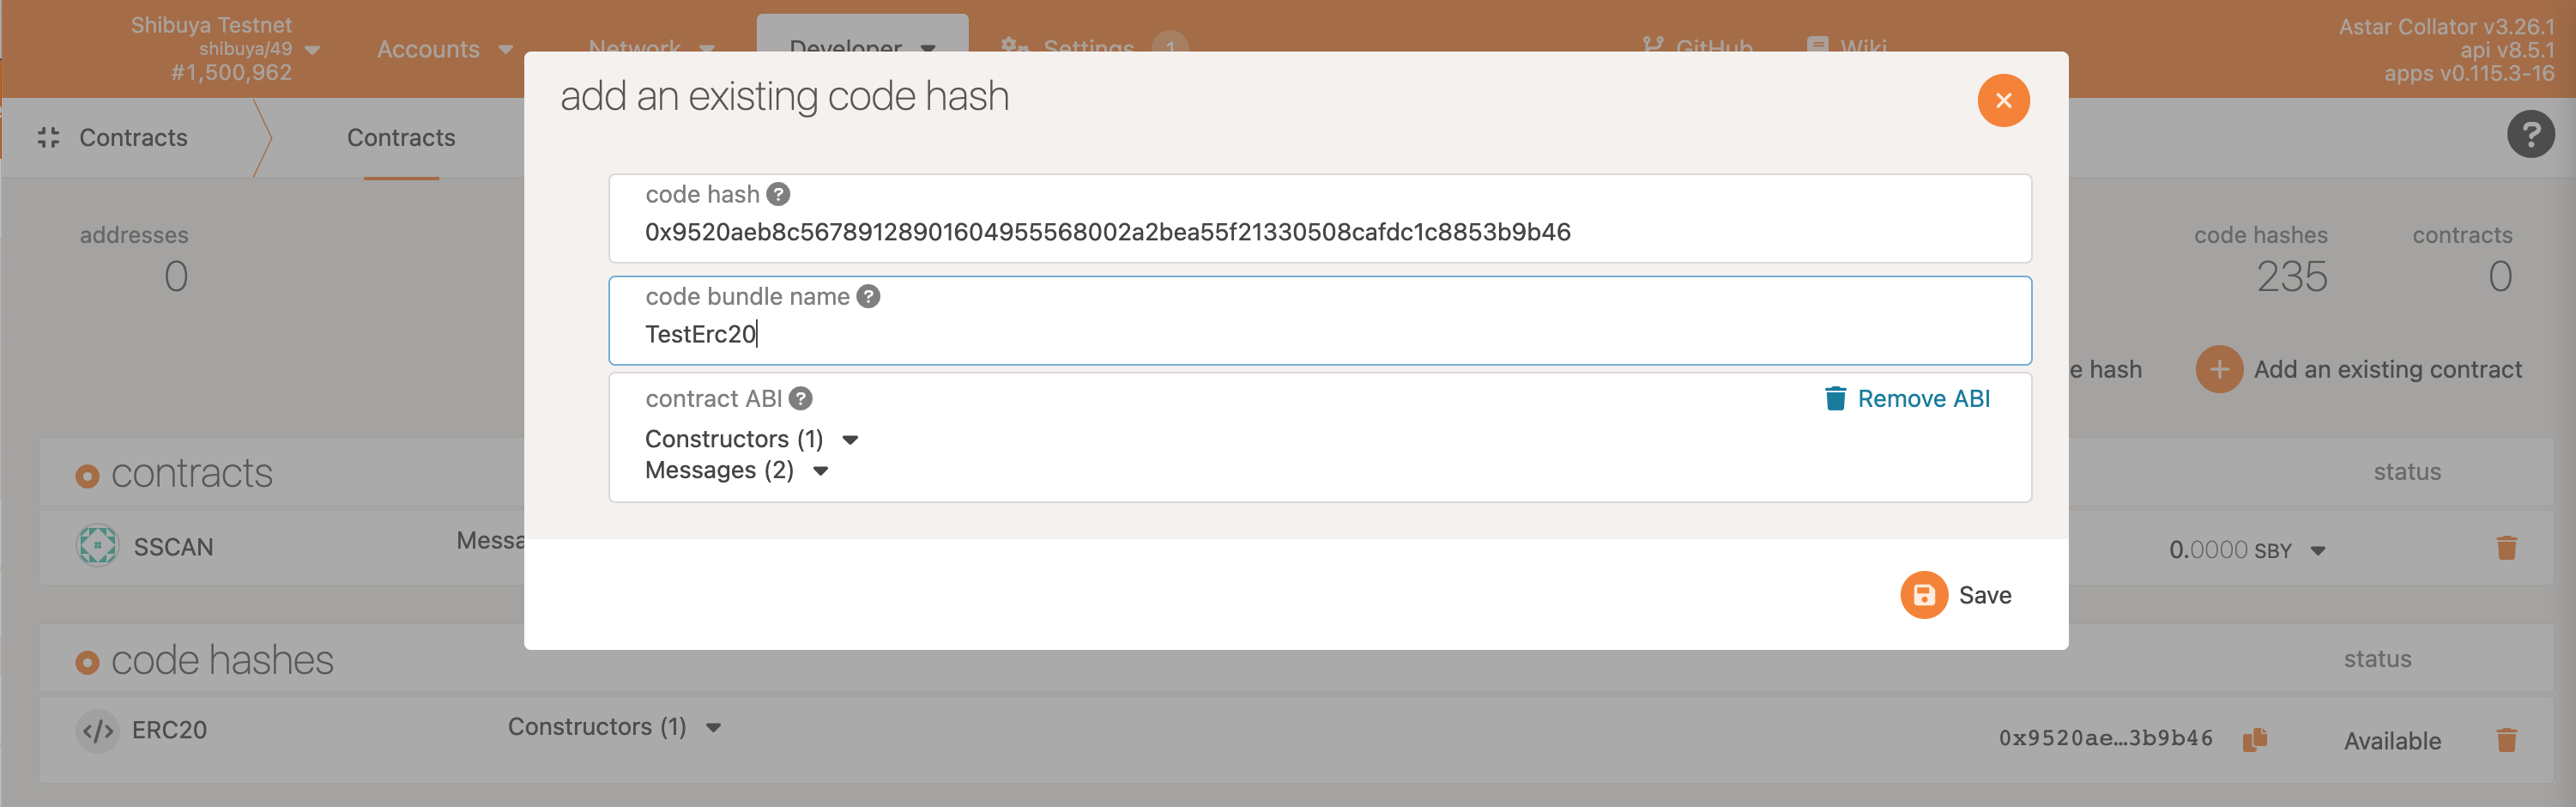 Shibuya Testnet
shibuya/49
#1,500,962
Accounts
Network
Developer
Settings
1
GitHub
Wiki
Astar Collator v3.26.1
api v8.5.1
apps v0.115.3-16
Contracts
Contracts
add an existing code hash
code hash
0x9520aeb8c56789128901604955568002a2bea55f21330508cafdc1c8853b9b46
code bundle name
TestErc20
contract ABI
Remove ABI
Constructors (1)
Messages (2)
Save
addresses
0
code hashes
235
contracts
0
hash
Add an existing contract
contracts
status
SSCAN
0.0000 SBY
code hashes
status
ERC20
Constructors (1)
0x9520ae…3b9b46
Available